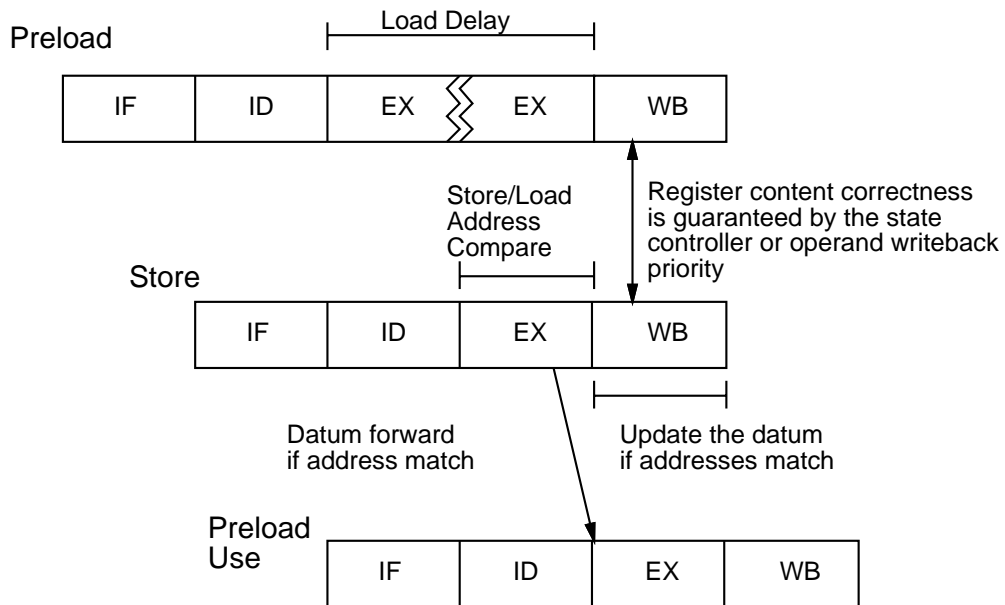 Load Delay
Preload
IF ID EX EX WB
Store/Load
Address
Compare
Register content correctness
is guaranteed by the state
controller or operand writeback
priority
Store
IF ID EX WB
Datum forward
if address match
Update the datum
if addresses match
Preload
Use
IF ID EX WB